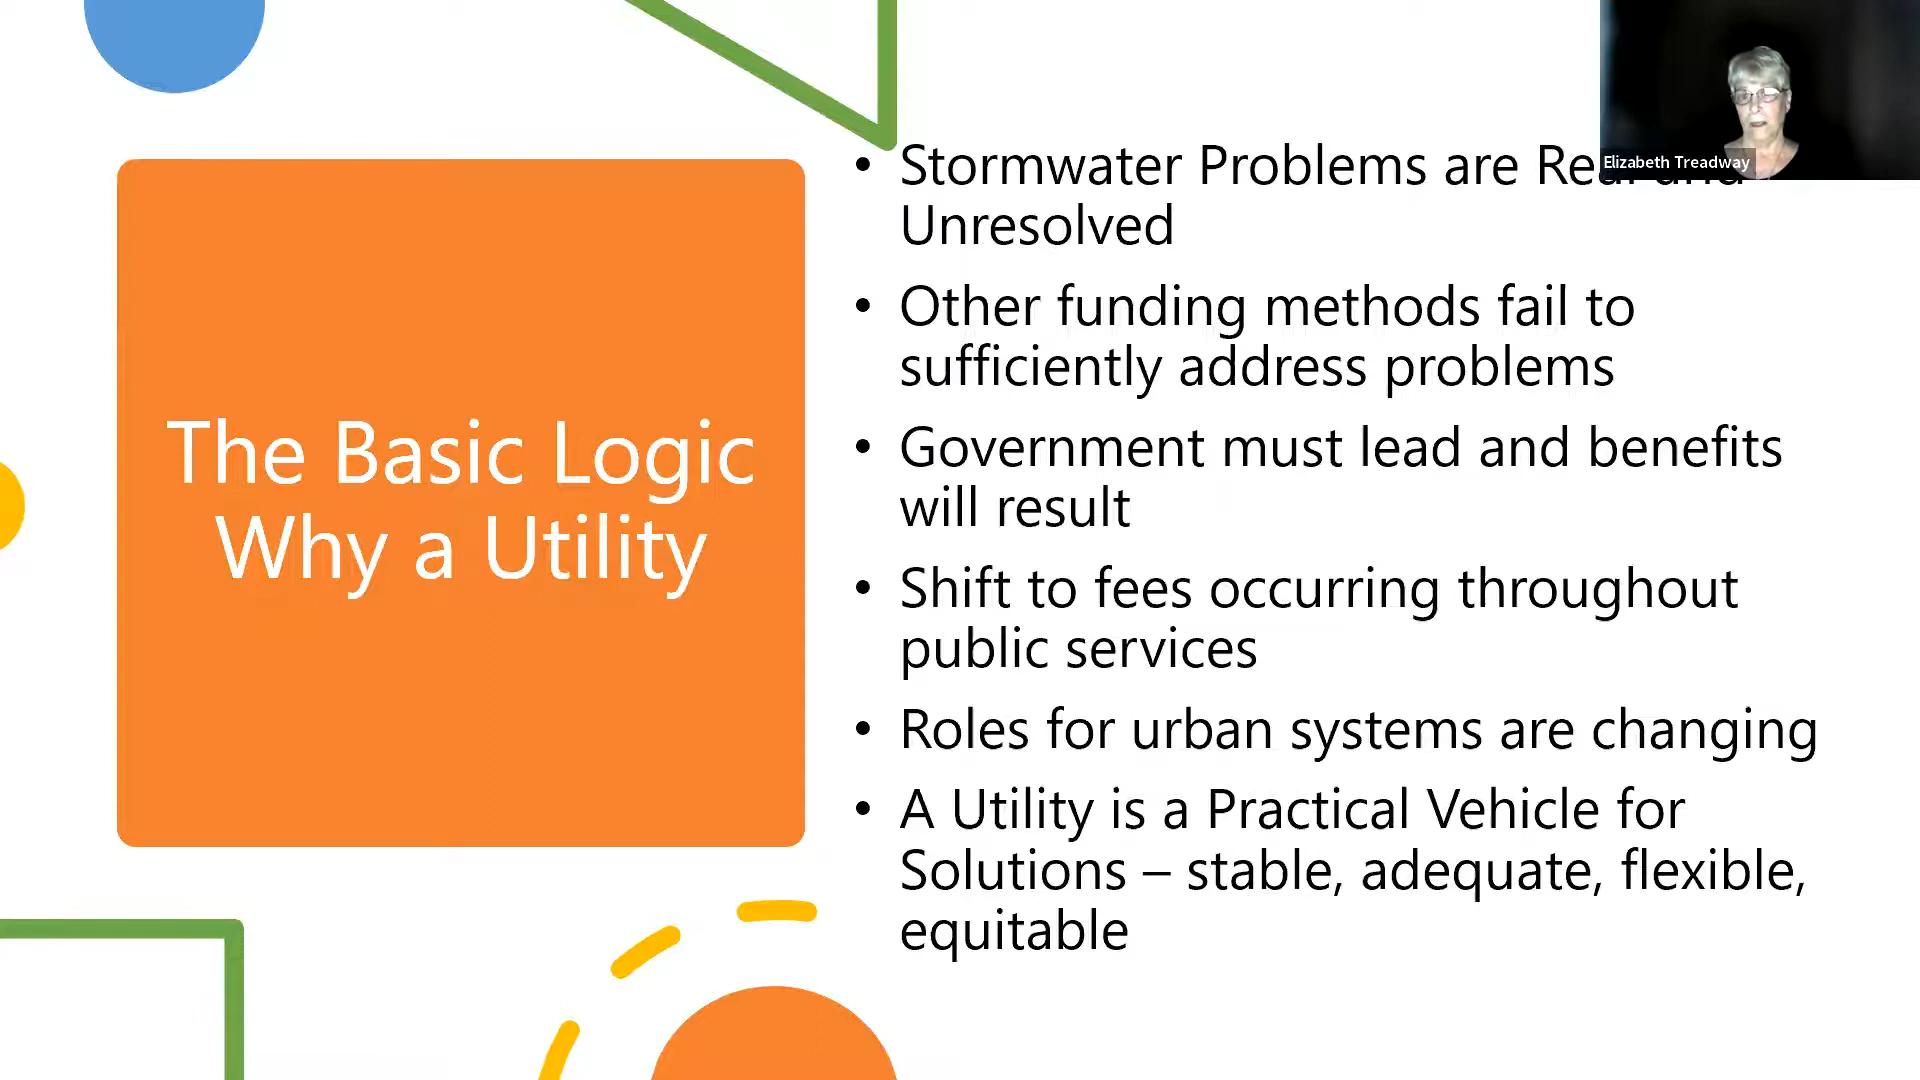 The Basic Logic
Why a Utility
• Stormwater Problems are Real and
Unresolved
• Other funding methods fail to
sufficiently address problems
• Government must lead and benefits
will result
• Shift to fees occurring throughout
public services
• Roles for urban systems are changing
• A Utility is a Practical Vehicle for
Solutions – stable, adequate, flexible,
equitable
Elizabeth Treadway